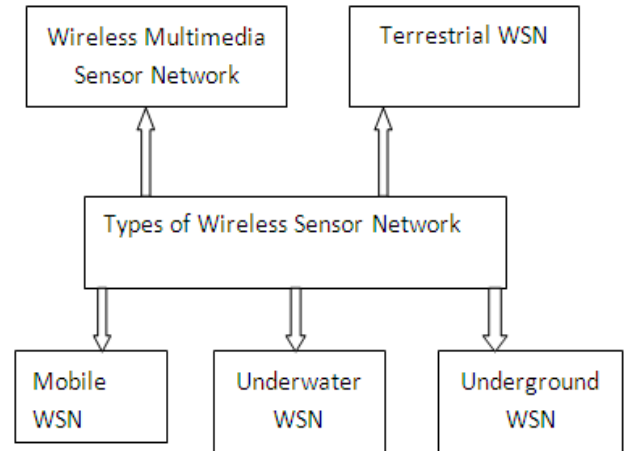 Wireless Multimedia
Sensor Network
Terrestrial WSN
Types of Wireless Sensor Network
Mobile
WSN
Underwater
WSN
Underground
WSN